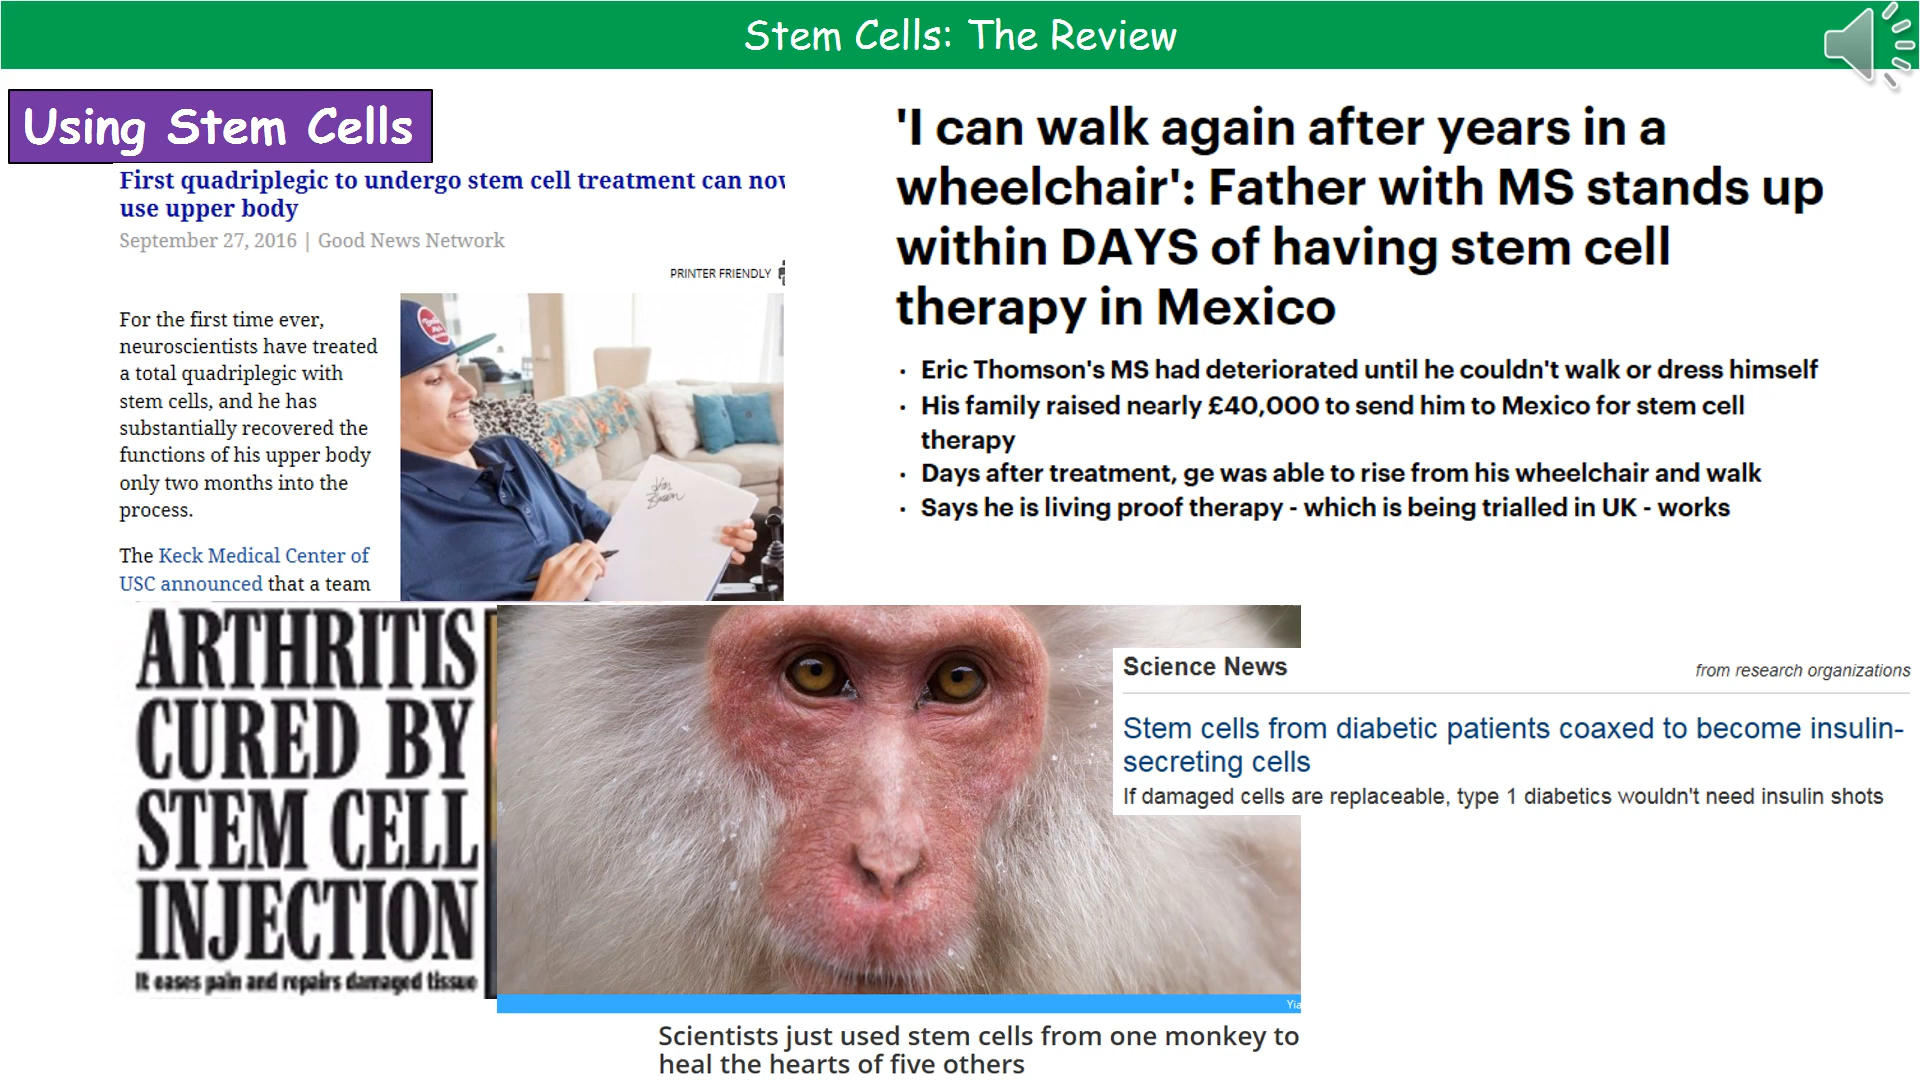 Stem Cells: The Review
Using Stem Cells
First quadriplegic to undergo stem cell treatment can
use upper body
September 27, 2016 | Good News Network
PRINTER FRIENDLY
For the first time ever,
neuroscientists have treated
a total quadriplegic with
stem cells, and he has
substantially recovered the
functions of his upper body
only two months into the
process.
The Keck Medical Center of
USC announced that a team
'I can walk again after years in a
wheelchair': Father with MS stands up
within DAYS of having stem cell
therapy in Mexico
· Eric Thomson's MS had deteriorated until he couldn't walk or dress himself
· His family raised nearly £40,000 to send him to Mexico for stem cell
therapy
· Days after treatment, ge was able to rise from his wheelchair and walk
· Says he is living proof therapy - which is being trialled in UK - works
ARTHRITIS
CURED BY
STEM CELL
INJECTION
It eases pain and repairs damaged tissue
Science News
from research organizations
Stem cells from diabetic patients coaxed to become insulin-
secreting cells
If damaged cells are replaceable, type 1 diabetics wouldn't need insulin shots
Scientists just used stem cells from one monkey to
heal the hearts of five others